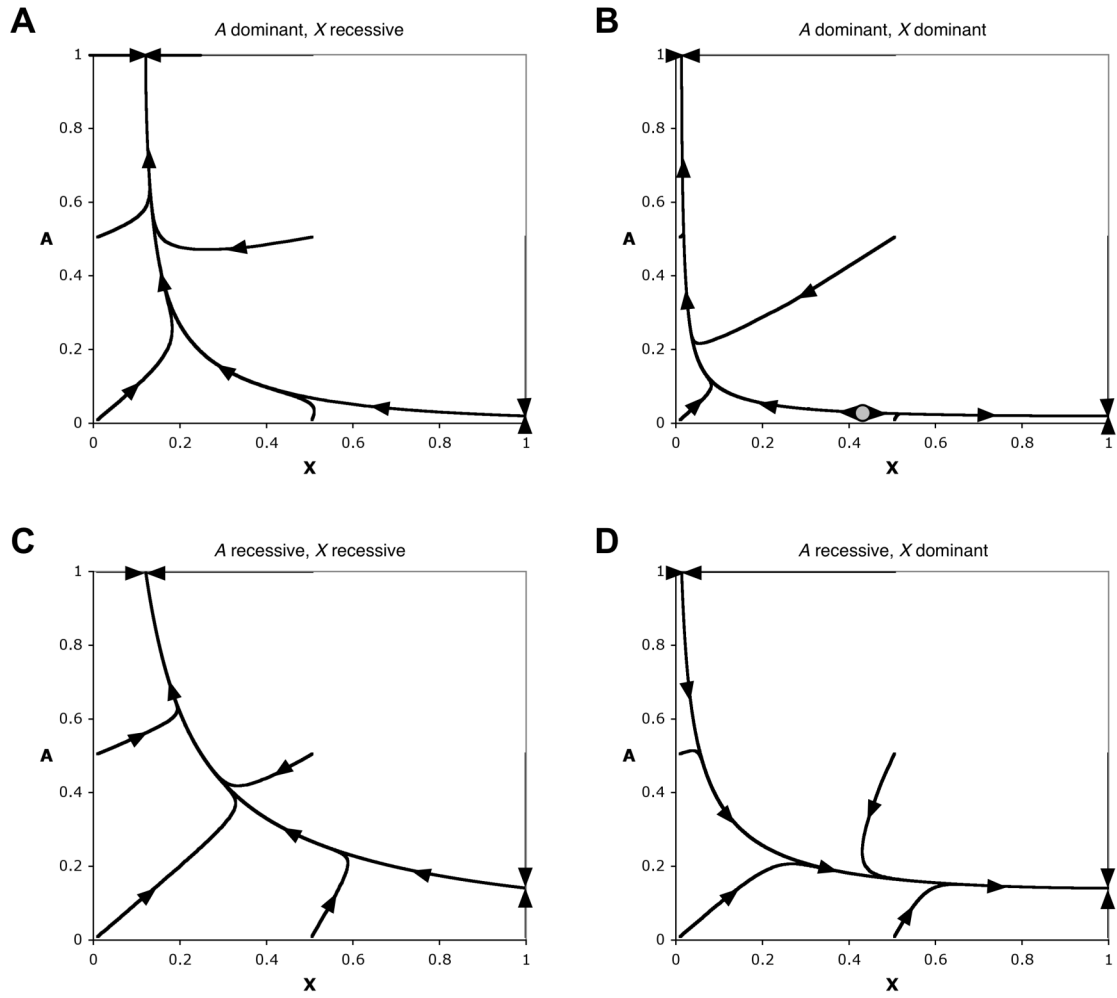 A
A dominant, X recessive
1
0.8
0.6
A
0.4
0.2
0
0 0.2 0.4 0.6 0.8 1
X
B
A dominant, X dominant
1
0.8
0.6
A
0.4
0.2
0
0 0.2 0.4 0.6 0.8 1
X
C
A recessive, X recessive
1
0.8
0.6
A
0.4
0.2
0
0 0.2 0.4 0.6 0.8 1
X
D
A recessive, X dominant
1
0.8
0.6
A
0.4
0.2
0
0 0.2 0.4 0.6 0.8 1
X